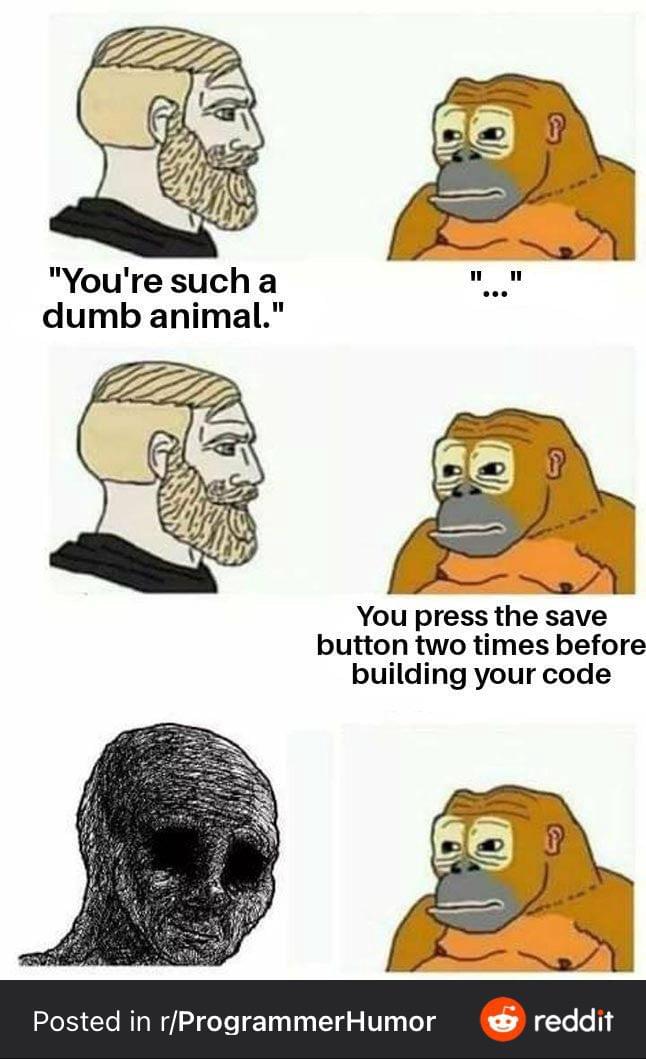 "You're such a
dumb animal."
"..."
You press the save
button two times before
building your code
Posted in r/ProgrammerHumor
reddit